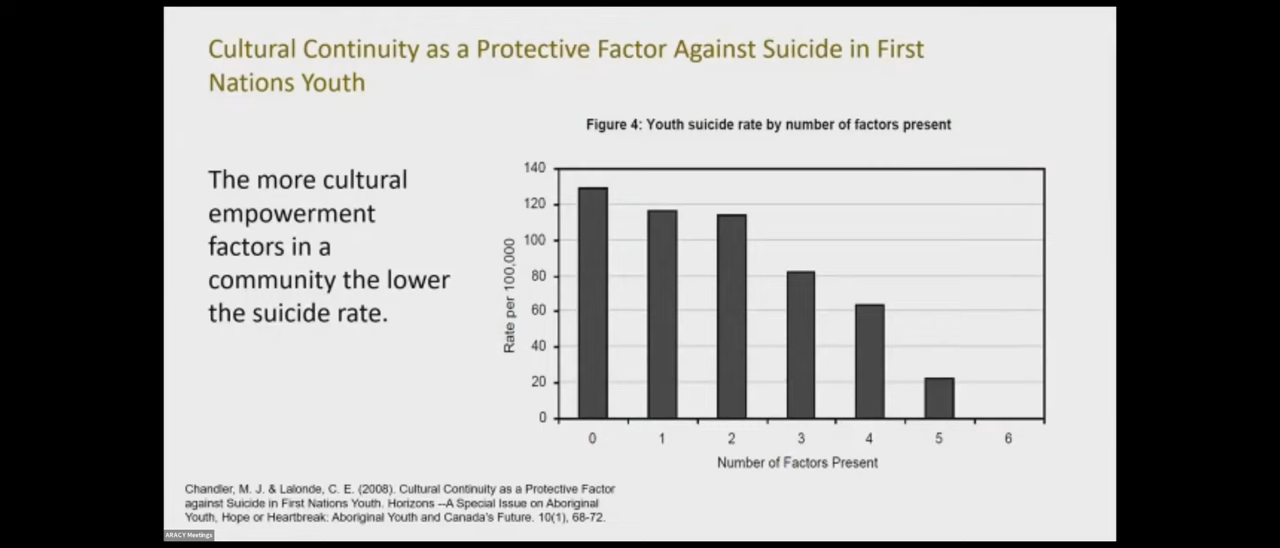 Cultural Continuity as a Protective Factor Against Suicide in First
Nations Youth
The more cultural
empowerment
factors in a
community the lower
the suicide rate.
Figure 4: Youth suicide rate by number of factors present
Rate per 100,000
140
120
100
80
60
40
20
0
0 1 2 3 4 5 6
Number of Factors Present
Chandler, M. J. & Lalonde, C. E. (2008). Cultural Continuity as a Protective Factor
against Suicide in First Nations Youth. Horizons --A Special Issue on Aboriginal
Youth, Hope or Heartbreak: Aboriginal Youth and Canada's Future. 10(1), 68-72.
ARACY Meetings